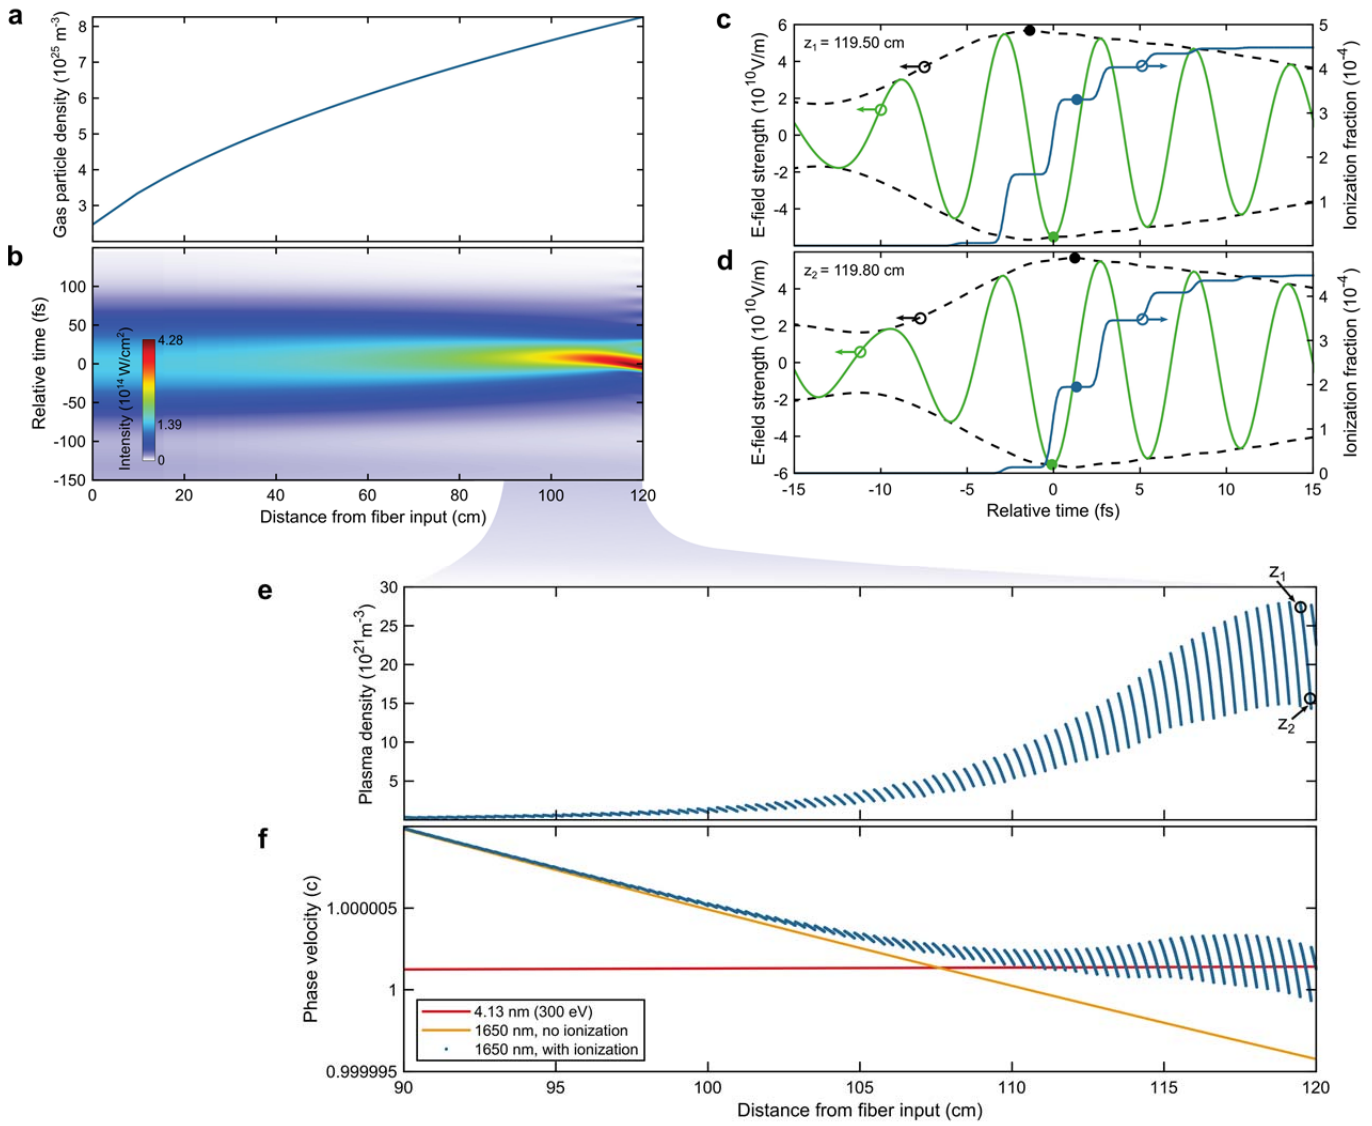 a
Gas particle density (10²⁵ m⁻³)
8
7
6
5
4
3
b
Relative time (fs)
100
50
0
-50
-100
-150
Intensity (10¹⁴ W/cm²)
4.28
1.39
0
0 20 40 60 80 100 120
Distance from fiber input (cm)
c
E-field strength (10¹⁰V/m)
6
4
2
0
-2
-4
z₁ = 119.50 cm
5
4
3
2
1
Ionization fraction (10⁻⁴)
d
E-field strength (10¹⁰V/m)
4
2
0
-2
-4
-6
z₂ = 119.80 cm
4
3
2
1
0
Ionization fraction (10⁻⁴)
-15 -10 -5 0 5 10 15
Relative time (fs)
e
Plasma density (10²¹m⁻³)
30
25
20
15
10
5
z₁
z₂
f
Phase velocity (c)
1.000005
1
0.999995
4.13 nm (300 eV)
1650 nm, no ionization
1650 nm, with ionization
90 95 100 105 110 115 120
Distance from fiber input (cm)